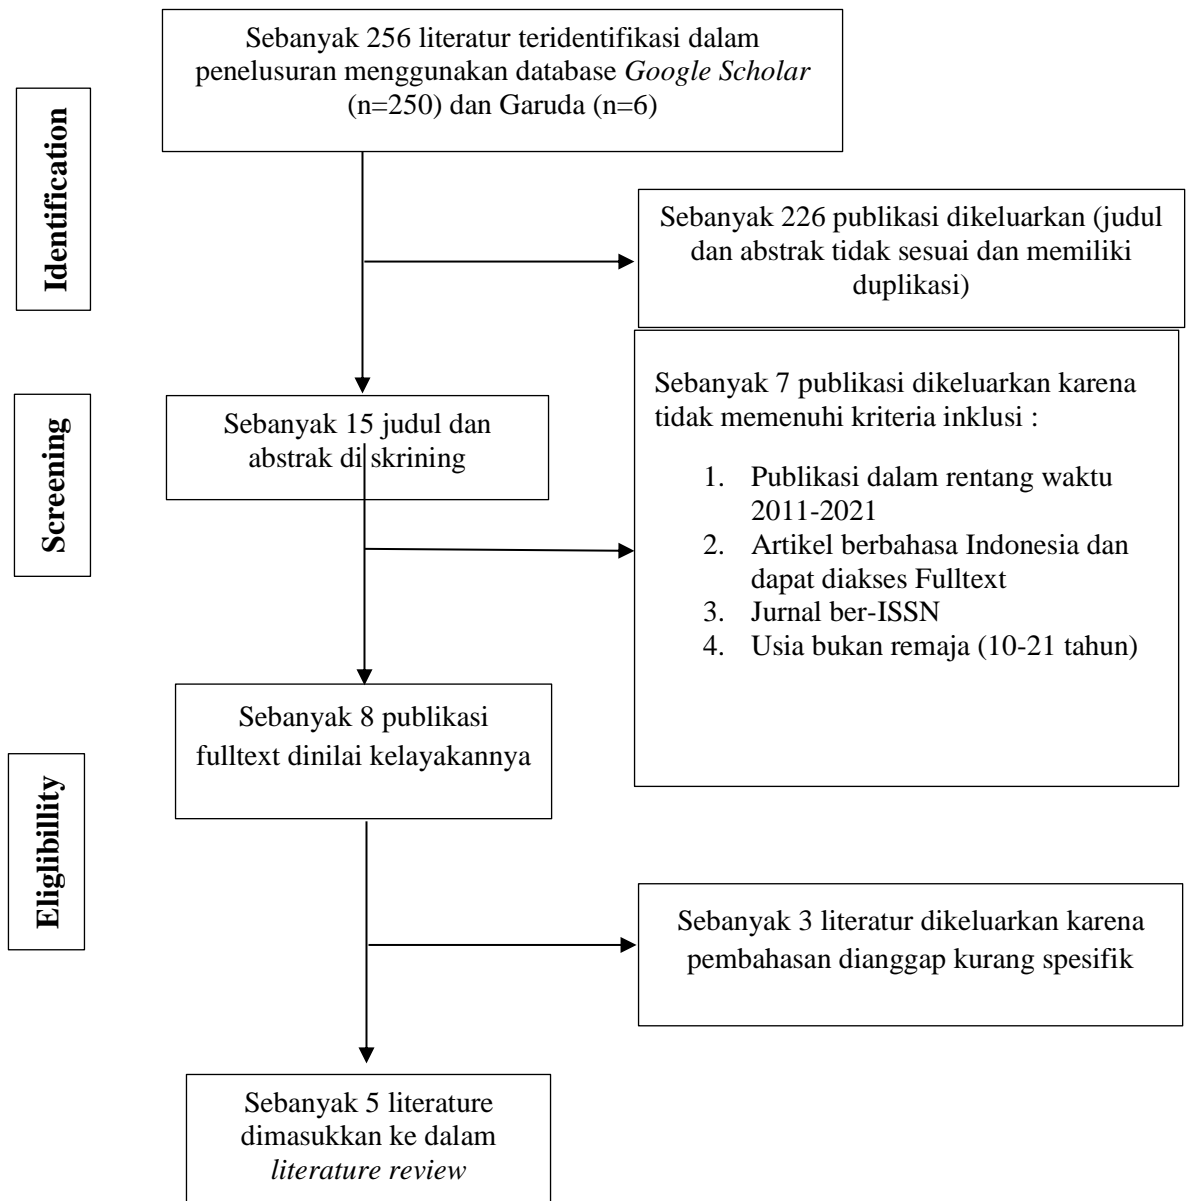 Sebanyak 256 literatur teridentifikasi dalam
penelusuran menggunakan database Google Scholar
(n=250) dan Garuda (n=6)
Identification
Sebanyak 226 publikasi dikeluarkan (judul
dan abstrak tidak sesuai dan memiliki
duplikasi)
Screening
Sebanyak 15 judul dan
abstrak di skrining
Sebanyak 7 publikasi dikeluarkan karena
tidak memenuhi kriteria inklusi :
1. Publikasi dalam rentang waktu
2011-2021
2. Artikel berbahasa Indonesia dan
dapat diakses Fulltext
3. Jurnal ber-ISSN
4. Usia bukan remaja (10-21 tahun)
Sebanyak 8 publikasi
fulltext dinilai kelayakannya
Eliglibillity
Sebanyak 3 literatur dikeluarkan karena
pembahasan dianggap kurang spesifik
Sebanyak 5 literature
dimasukkan ke dalam
literature review